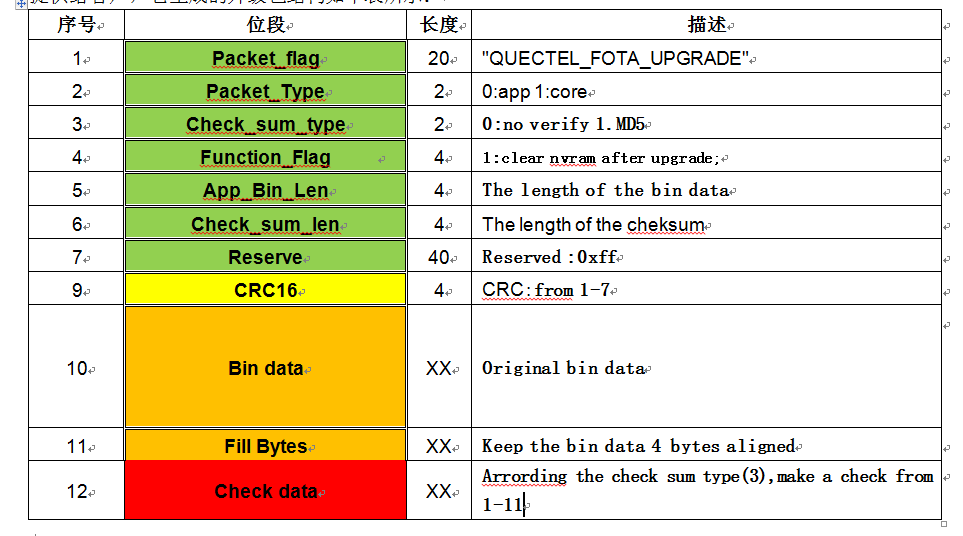 序号 位段 长度 描述
1 Packet_flag 20 "QUECTEL_FOTA_UPGRADE"
2 Packet_Type 2 0:app 1:core
3 Check_sum_type 2 0:no verify 1.MD5
4 Function_Flag 4 1:clear nvram after upgrade;
5 App_Bin_Len 4 The length of the bin data
6 Check_sum_len 4 The length of the cheksum
7 Reserve 40 Reserved :0xff
9 CRC16 4 CRC:from 1-7
10 Bin data XX Original bin data
11 Fill Bytes XX Keep the bin data 4 bytes aligned
12 Check data XX Arrording the check sum type(3),make a check from
1-11